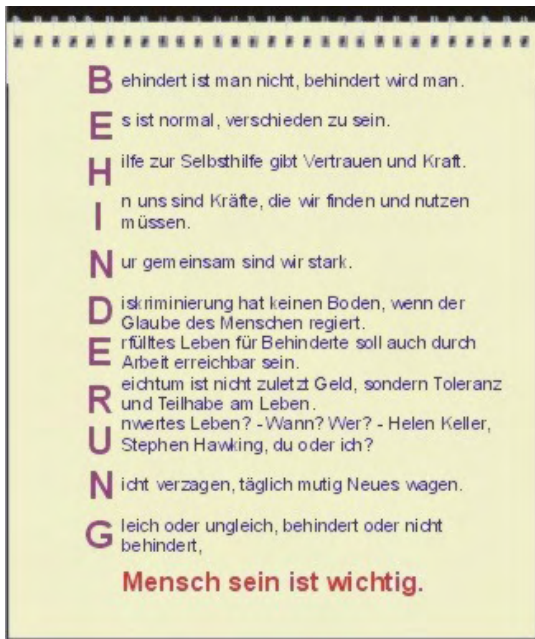 Behindert ist man nicht, behindert wird man.
Es ist normal, verschieden zu sein.
Hilfe zur Selbsthilfe gibt Vertrauen und Kraft.
In uns sind Kräfte, die wir finden und nutzen
müssen.
Nur gemeinsam sind wir stark.
Diskriminierung hat keinen Boden, wenn der
Glaube des Menschen regiert.
Erfülltes Leben für Behinderte soll auch durch
Arbeit erreichbar sein.
Reichtum ist nicht zuletzt Geld, sondern Toleranz
und Teilhabe am Leben.
Unwertes Leben? - Wann? Wer? - Helen Keller,
Stephen Hawking, du oder ich?
Nicht verzagen, täglich mutig Neues wagen.
Gleich oder ungleich, behindert oder nicht
behindert,
Mensch sein ist wichtig.